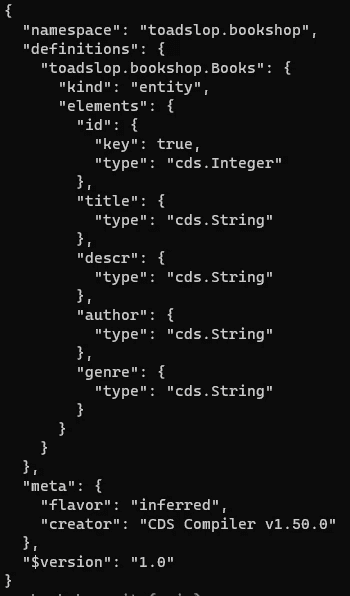 {
  "namespace": "toadslop.bookshop",
  "definitions": {
    "toadslop.bookshop.Books": {
      "kind": "entity",
      "elements": {
        "id": {
          "key": true,
          "type": "cds.Integer"
        },
        "title": {
          "type": "cds.String"
        },
        "descr": {
          "type": "cds.String"
        },
        "author": {
          "type": "cds.String"
        },
        "genre": {
          "type": "cds.String"
        }
      }
    }
  },
  "meta": {
    "flavor": "inferred",
    "creator": "CDS Compiler v1.50.0"
  },
  "$version": "1.0"
}